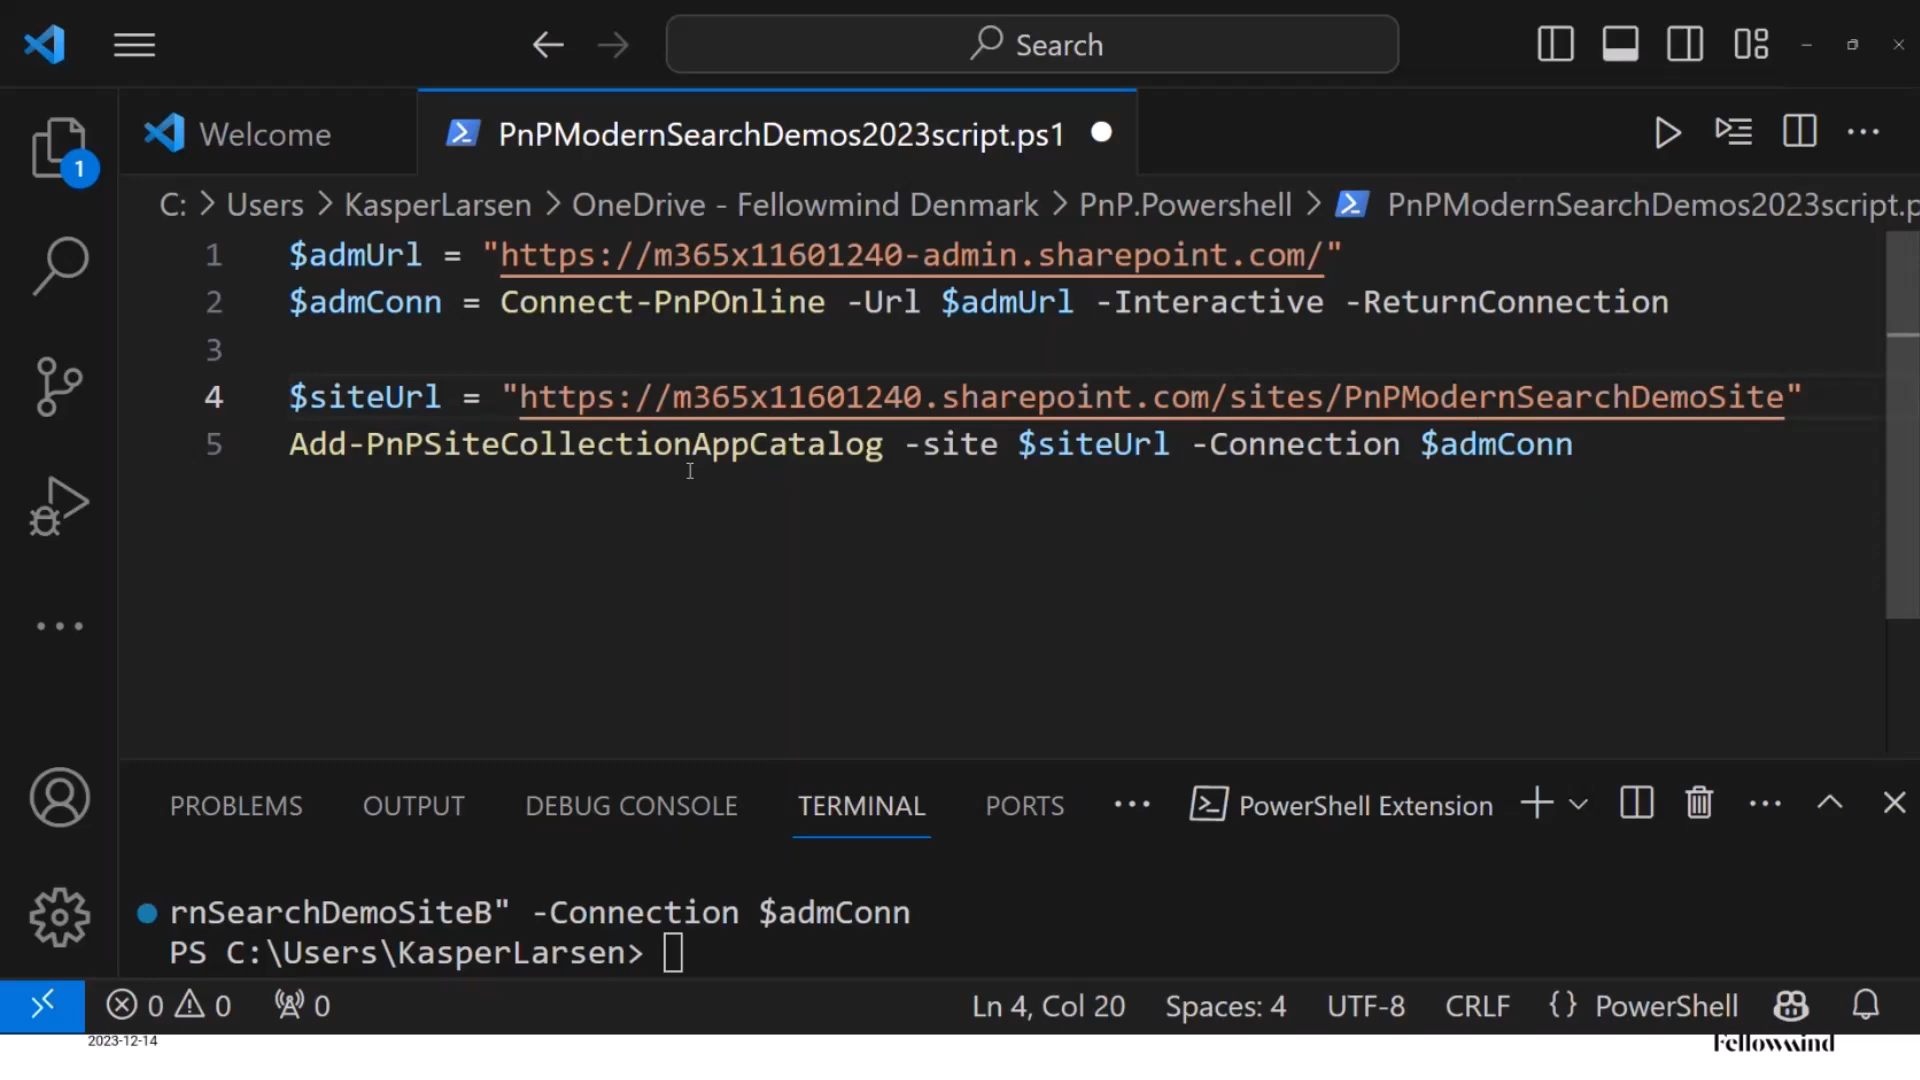 Search
Welcome
PnPModernSearchDemos2023script.ps1
1
C: > Users > KasperLarsen > OneDrive - Fellowmind Denmark > PnP.Powershell > PnPModernSearchDemos2023script.p
1 $admUrl = "https://m365x11601240-admin.sharepoint.com/"
2 $admConn = Connect-PnPOnline -Url $admUrl -Interactive -ReturnConnection
3
4 $siteUrl = "https://m365x11601240.sharepoint.com/sites/PnPModernSearchDemoSite"
5 Add-PnPSiteCollectionAppCatalog -site $siteUrl -Connection $admConn
PROBLEMS OUTPUT DEBUG CONSOLE TERMINAL PORTS ... PowerShell Extension
rnSearchDemoSiteB" -Connection $admConn
PS C:\Users\KasperLarsen>
0 0 0 Ln 4, Col 20 Spaces: 4 UTF-8 CRLF {} PowerShell
2023-12-14
Fellowmind